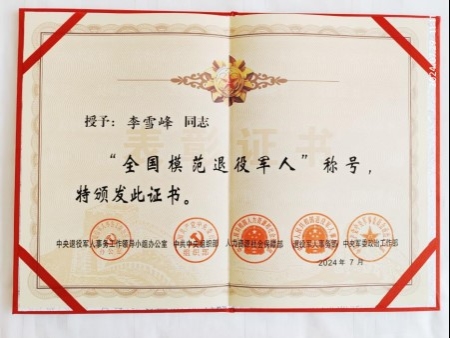 表彰证书
授予：李雪峰 同志
“全国模范退役军人”称号，
特颁发此证书。
中央退役军人事务工作领导小组办公室 中共中央组织部 人力资源社会保障部 退役军人事务部 中央军委政治工作部
2024年7月